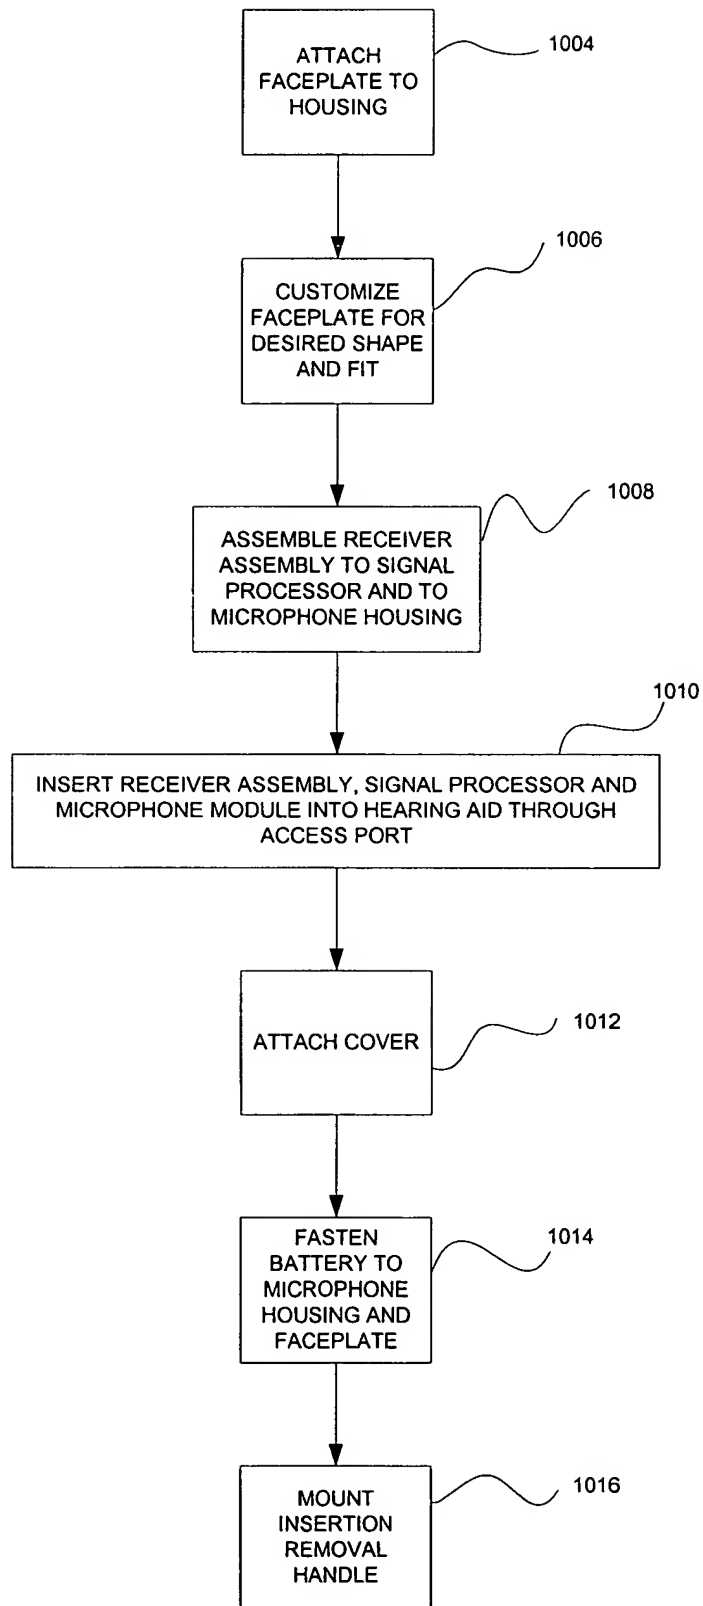 ATTACH
FACEPLATE TO
HOUSING
1004
CUSTOMIZE
FACEPLATE FOR
DESIRED SHAPE
AND FIT
1006
ASSEMBLE RECEIVER
ASSEMBLY TO SIGNAL
PROCESSOR AND TO
MICROPHONE HOUSING
1008
INSERT RECEIVER ASSEMBLY, SIGNAL PROCESSOR AND
MICROPHONE MODULE INTO HEARING AID THROUGH
ACCESS PORT
1010
ATTACH COVER
1012
FASTEN
BATTERY TO
MICROPHONE
HOUSING AND
FACEPLATE
1014
MOUNT
INSERTION
REMOVAL
HANDLE
1016